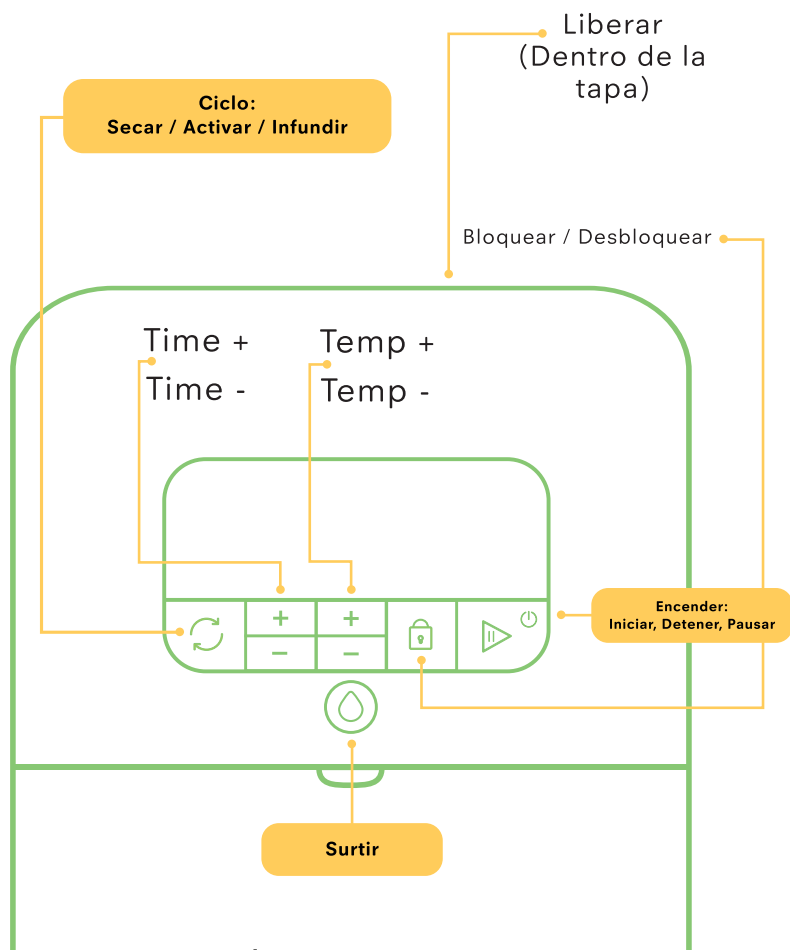 Liberar
(Dentro de la
tapa)
Ciclo:
Secar / Activar / Infundir
Bloquear / Desbloquear
Time +
Time -
Temp +
Temp -
+
+
−
−
Encender:
Iniciar, Detener, Pausar
Surtir